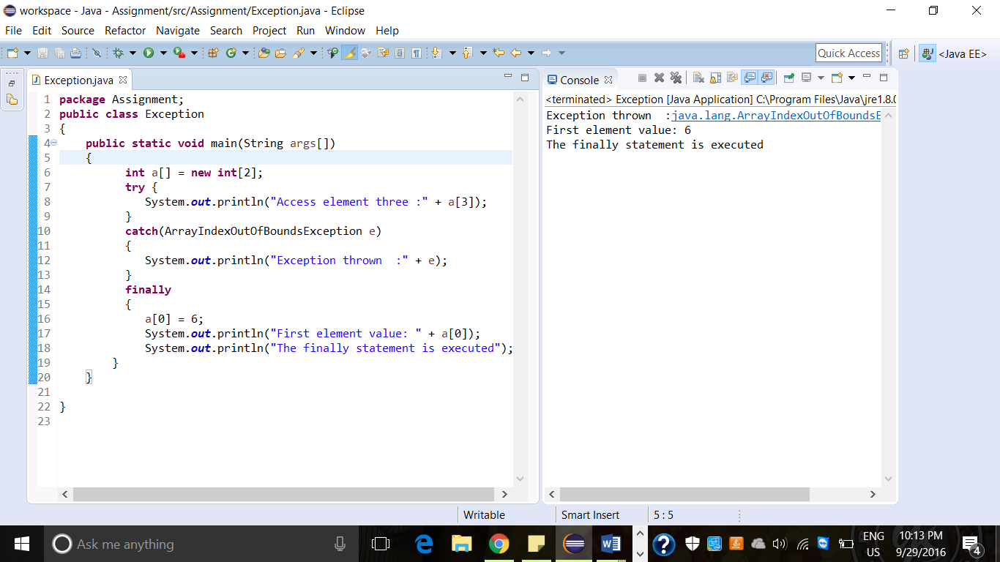 workspace - Java - Assignment/src/Assignment/Exception.java - Eclipse
File Edit Source Refactor Navigate Search Project Run Window Help
Quick Access
<Java EE>
Exception.java
1 package Assignment;
2 public class Exception
3 {
4 public static void main(String args[])
5 {
6 int a[] = new int[2];
7 try {
8 System.out.println("Access element three :" + a[3]);
9 }
10 catch(ArrayIndexOutOfBoundsException e)
11 {
12 System.out.println("Exception thrown  :" + e);
13 }
14 finally
15 {
16 a[0] = 6;
17 System.out.println("First element value: " + a[0]);
18 System.out.println("The finally statement is executed");
19 }
20 }
21
22 }
23
Console
<terminated> Exception [Java Application] C:\Program Files\Java\jre1.8.0
Exception thrown  :java.lang.ArrayIndexOutOfBoundsE
First element value: 6
The finally statement is executed
Writable Smart Insert 5 : 5
Ask me anything
ENG
US
10:13 PM
9/29/2016
4